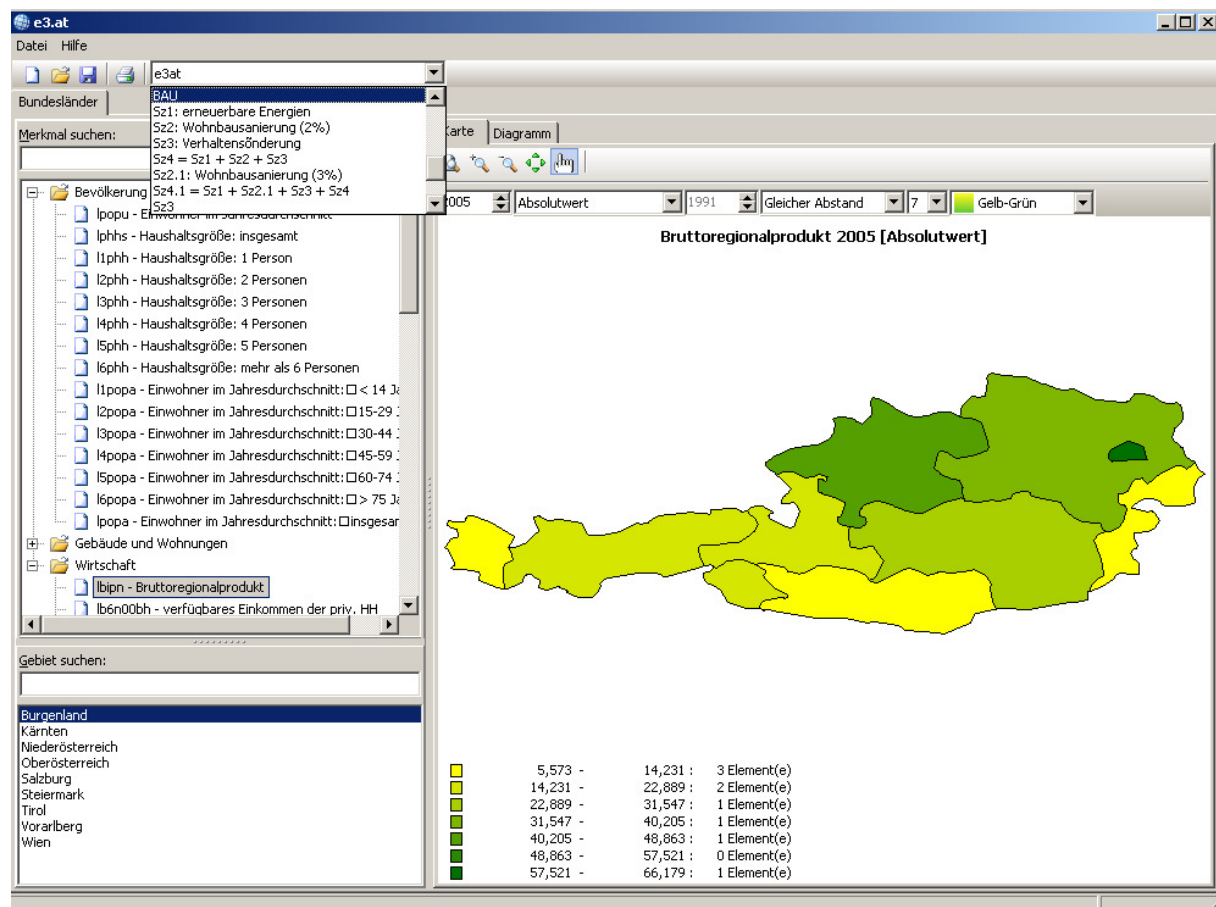 e3.at
Datei Hilfe
e3at
Bundesländer
BAU
Sz1: erneuerbare Energien
Sz2: Wohnbausanierung (2%)
Sz3: Verhaltensõnderung
Sz4 = Sz1 + Sz2 + Sz3
Sz2.1: Wohnbausanierung (3%)
Sz4.1 = Sz1 + Sz2.1 + Sz3 + Sz4
Sz3
Merkmal suchen:
Bevölkerung
lpopu - Einwohner im Jahresdurchschnitt
lphhs - Haushaltsgröße: insgesamt
l1phh - Haushaltsgröße: 1 Person
l2phh - Haushaltsgröße: 2 Personen
l3phh - Haushaltsgröße: 3 Personen
l4phh - Haushaltsgröße: 4 Personen
l5phh - Haushaltsgröße: 5 Personen
l6phh - Haushaltsgröße: mehr als 6 Personen
l1popa - Einwohner im Jahresdurchschnitt:□< 14 Ja
l2popa - Einwohner im Jahresdurchschnitt:□15-29 J
l3popa - Einwohner im Jahresdurchschnitt:□30-44 J
l4popa - Einwohner im Jahresdurchschnitt:□45-59 J
l5popa - Einwohner im Jahresdurchschnitt:□60-74 J
l6popa - Einwohner im Jahresdurchschnitt:□> 75 Ja
lpopa - Einwohner im Jahresdurchschnitt:□insgesar
Gebäude und Wohnungen
Wirtschaft
lbipn - Bruttoregionalprodukt
lb6n00bh - verfügbares Einkommen der priv. HH
Gebiet suchen:
Burgenland
Kärnten
Niederösterreich
Oberösterreich
Salzburg
Steiermark
Tirol
Vorarlberg
Wien
Karte Diagramm
2005 Absolutwert 1991 Gleicher Abstand 7 Gelb-Grün
Bruttoregionalprodukt 2005 [Absolutwert]
5,573 - 14,231 : 3 Element(e)
14,231 - 22,889 : 2 Element(e)
22,889 - 31,547 : 1 Element(e)
31,547 - 40,205 : 1 Element(e)
40,205 - 48,863 : 1 Element(e)
48,863 - 57,521 : 0 Element(e)
57,521 - 66,179 : 1 Element(e)